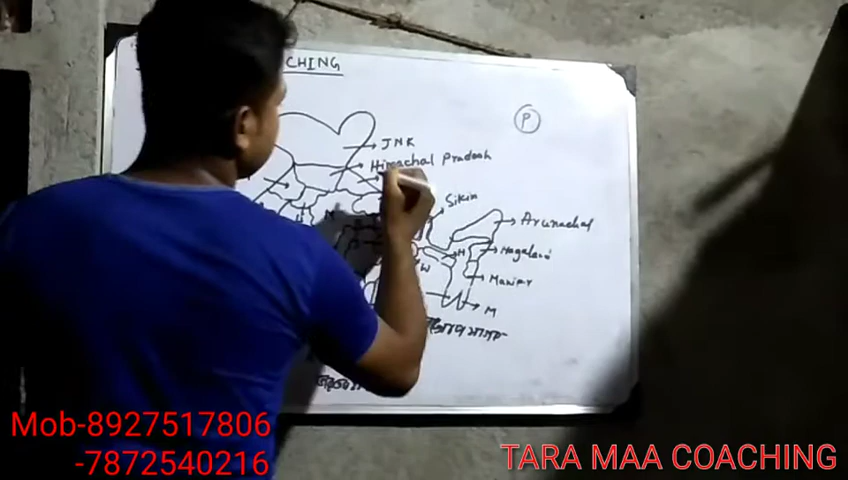 CHING
P
JNK
Himachal Pradesh
Sikim
Arunachal
Nagaland
H
Manipur
W
M
Mob-8927517806
-7872540216
TARA MAA COACHING